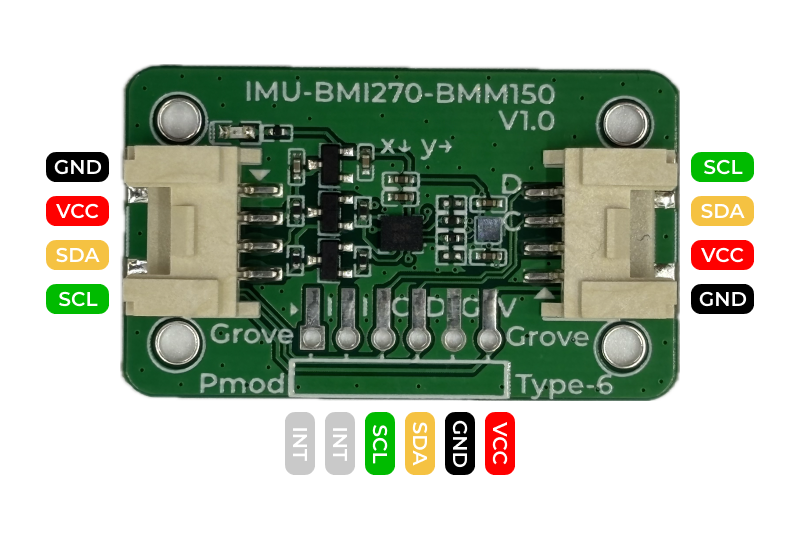 IMU-BMI270-BMM150
V1.0
x↓ y→
GND
VCC
SDA
SCL
D
C
SCL
SDA
VCC
GND
I I C D G V
Grove
Grove
Pmod
Type-6
INT
INT
SCL
SDA
GND
VCC